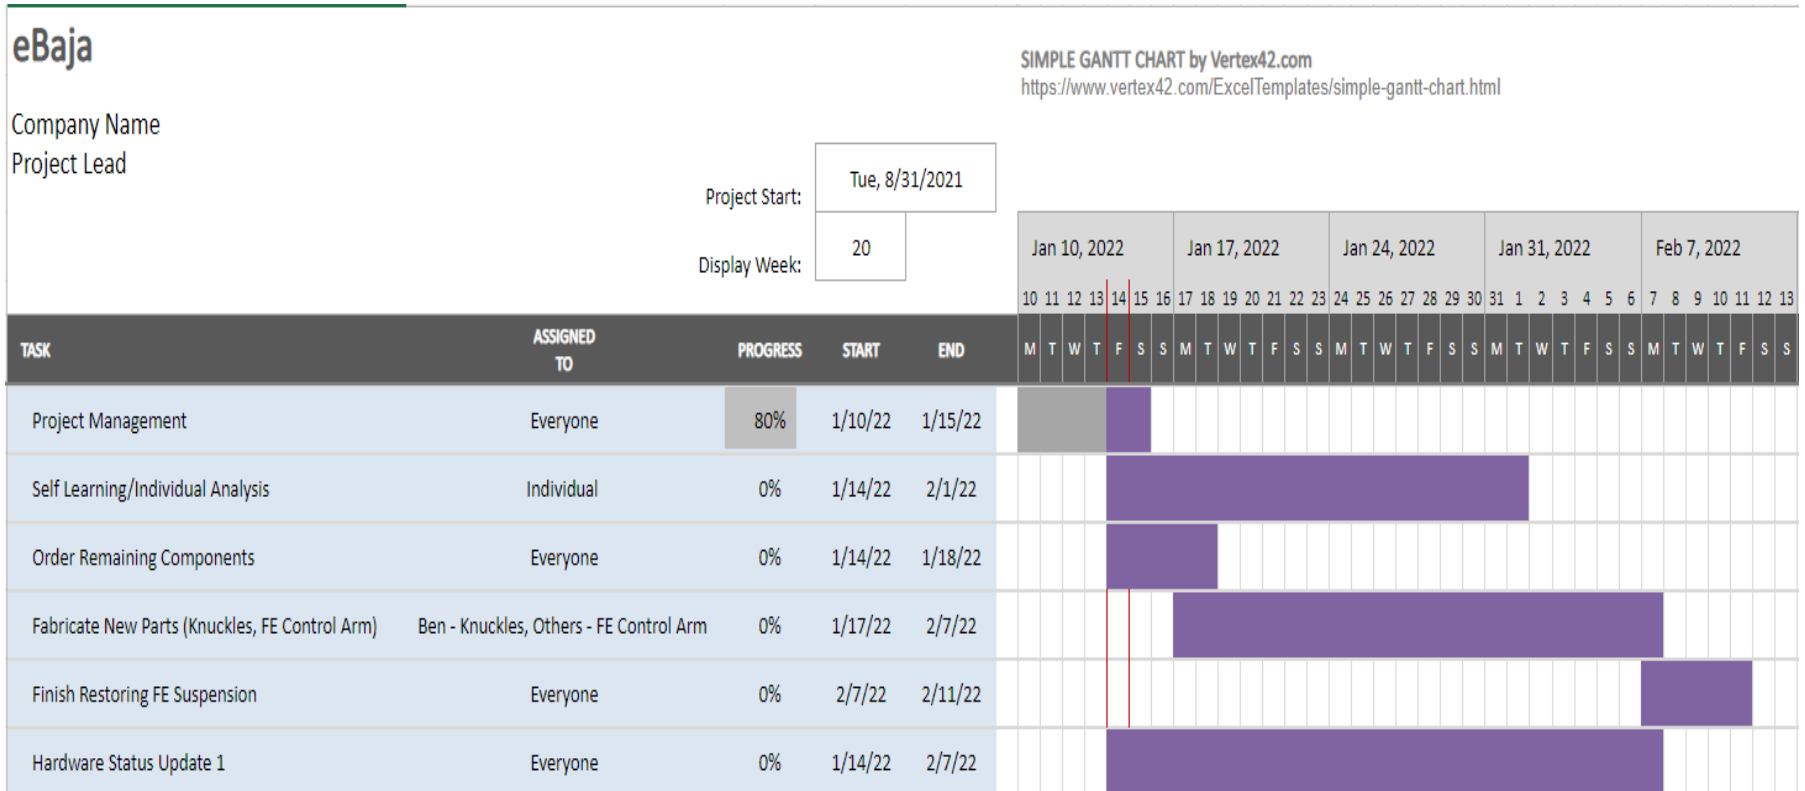 eBaja
SIMPLE GANTT CHART by Vertex42.com
https://www.vertex42.com/ExcelTemplates/simple-gantt-chart.html
Company Name
Project Lead
Project Start: Tue, 8/31/2021
Display Week: 20
Jan 10, 2022 Jan 17, 2022 Jan 24, 2022 Jan 31, 2022 Feb 7, 2022
10 11 12 13 14 15 16 17 18 19 20 21 22 23 24 25 26 27 28 29 30 31 1 2 3 4 5 6 7 8 9 10 11 12 13
TASK ASSIGNED TO PROGRESS START END M T W T F S S M T W T F S S M T W T F S S M T W T F S S M T W T F S S
Project Management Everyone 80% 1/10/22 1/15/22
Self Learning/Individual Analysis Individual 0% 1/14/22 2/1/22
Order Remaining Components Everyone 0% 1/14/22 1/18/22
Fabricate New Parts (Knuckles, FE Control Arm) Ben - Knuckles, Others - FE Control Arm 0% 1/17/22 2/7/22
Finish Restoring FE Suspension Everyone 0% 2/7/22 2/11/22
Hardware Status Update 1 Everyone 0% 1/14/22 2/7/22